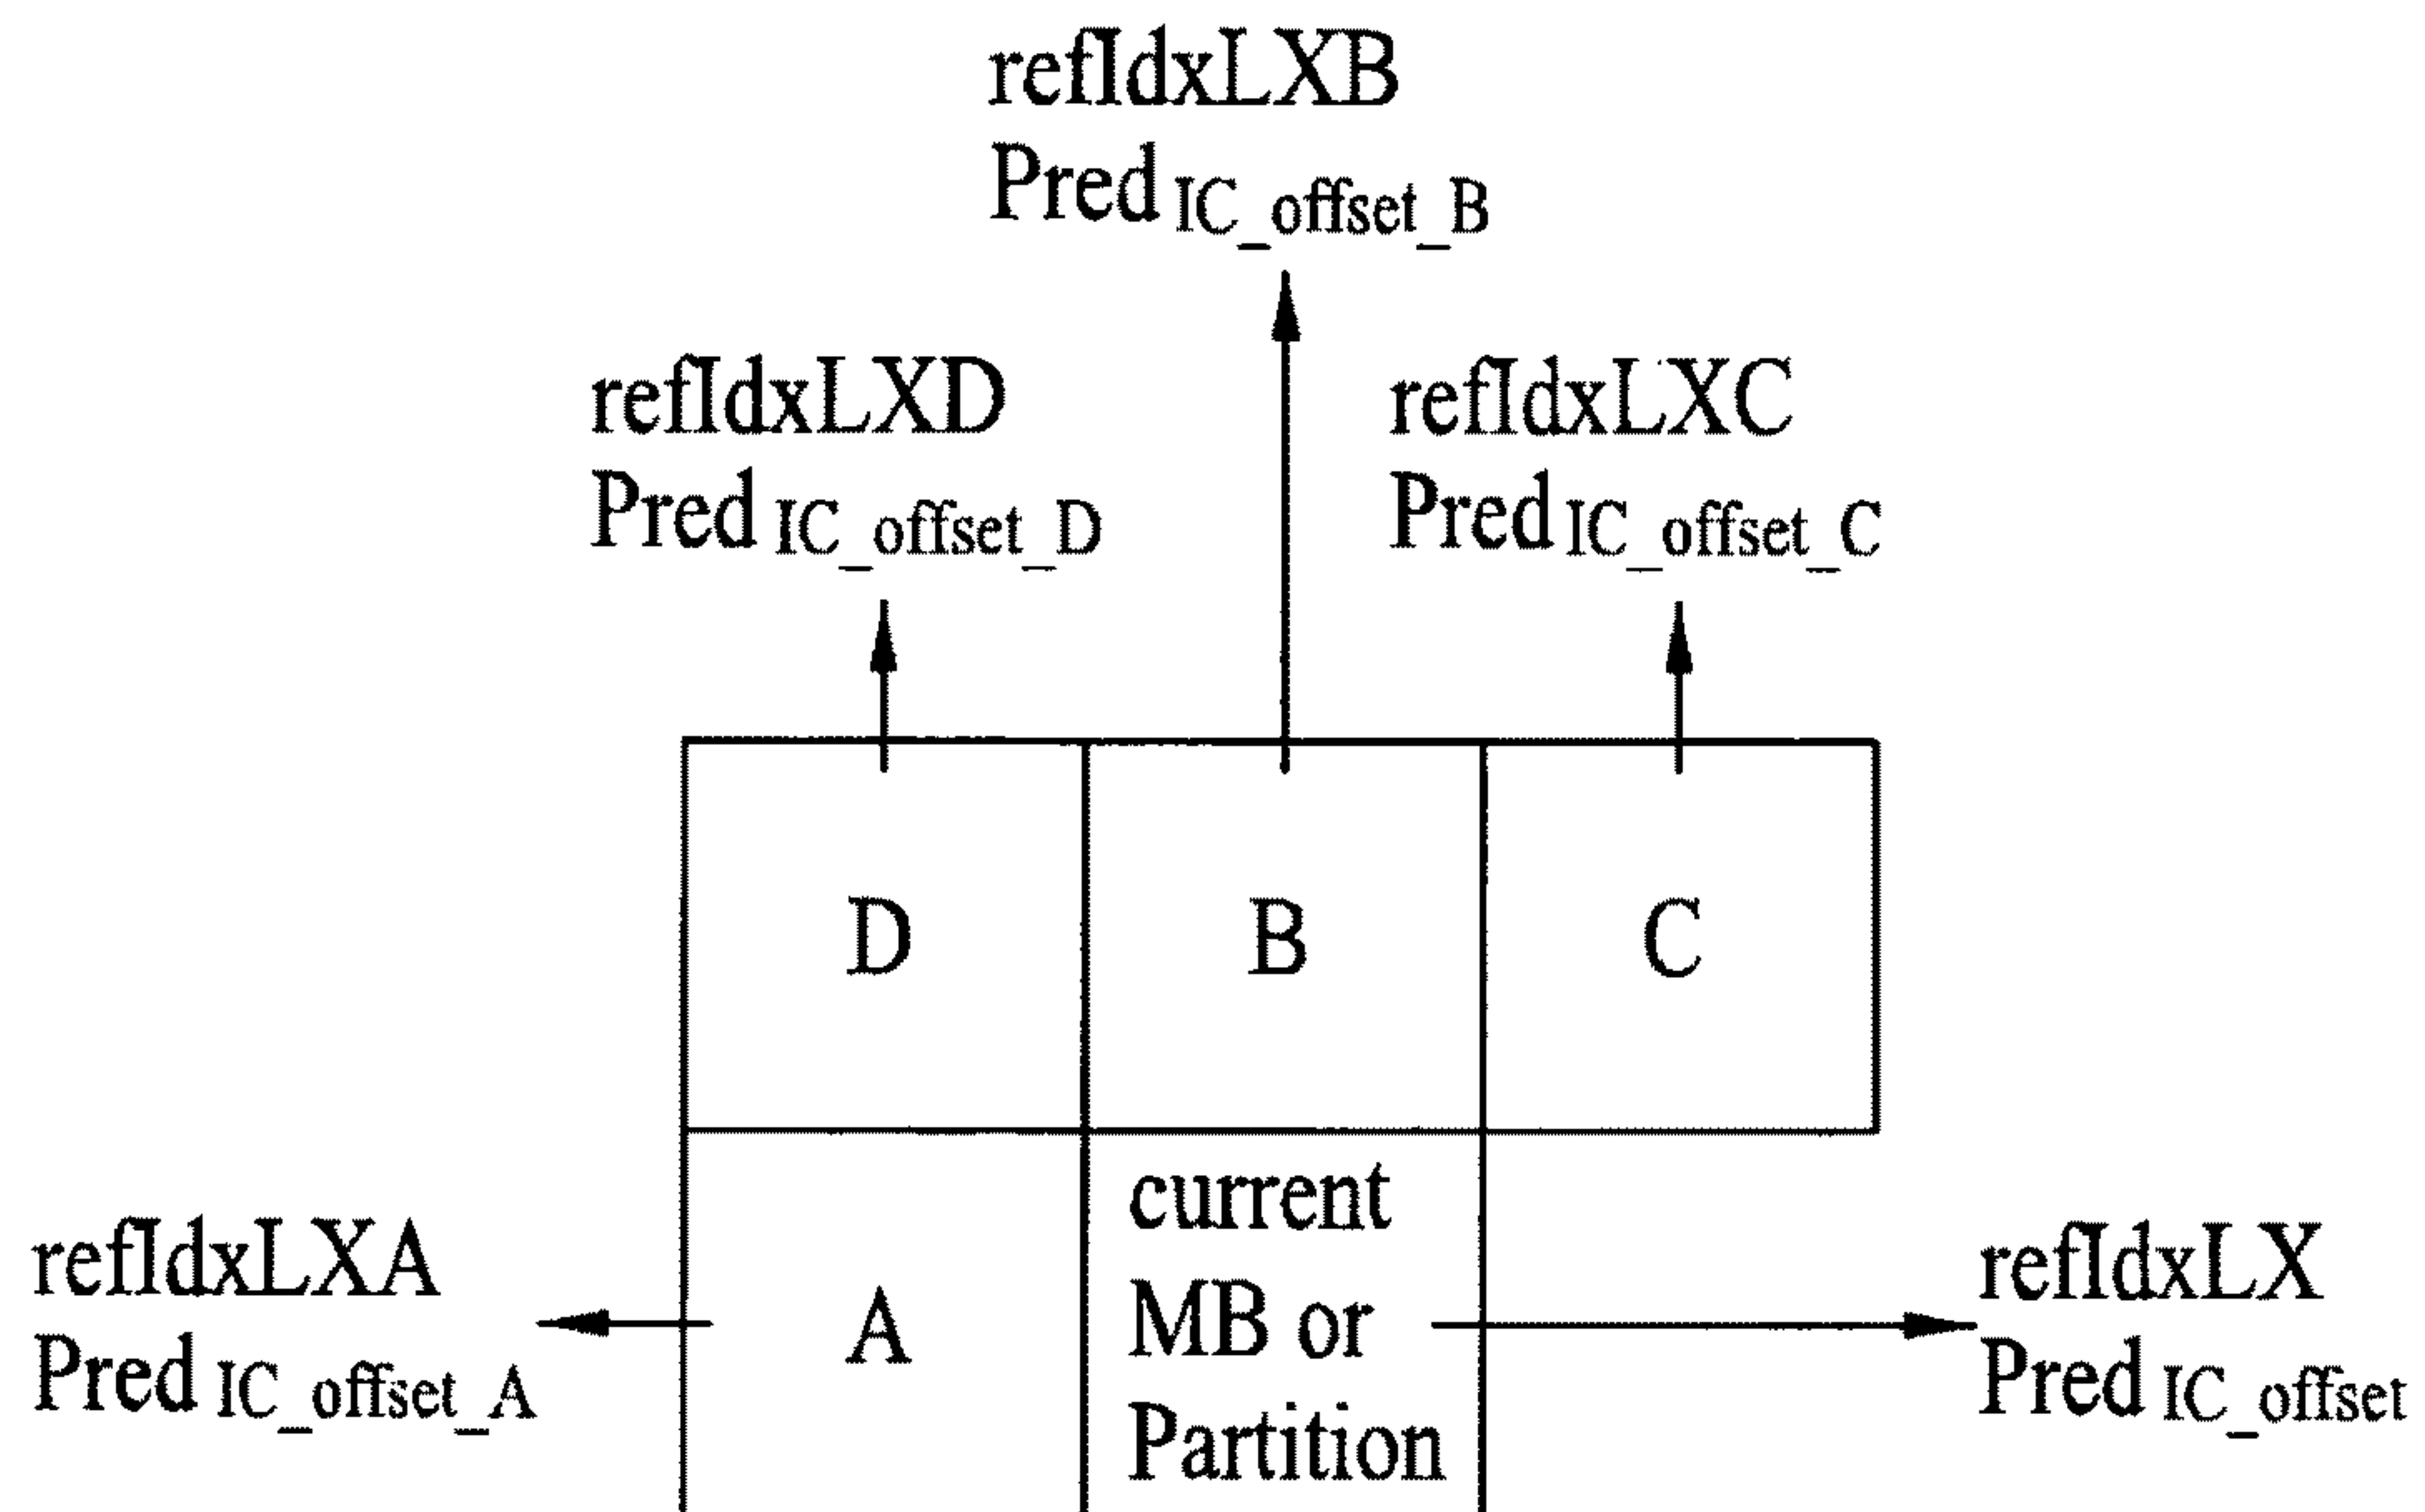 refIdxLXB
Pred IC_offset_B
refIdxLXD
Pred IC_offset_D
refIdxLXC
Pred IC_offset_C
D
B
C
refIdxLXA
Pred IC_offset_A
A
current
MB or
Partition
refIdxLX
Pred IC_offset